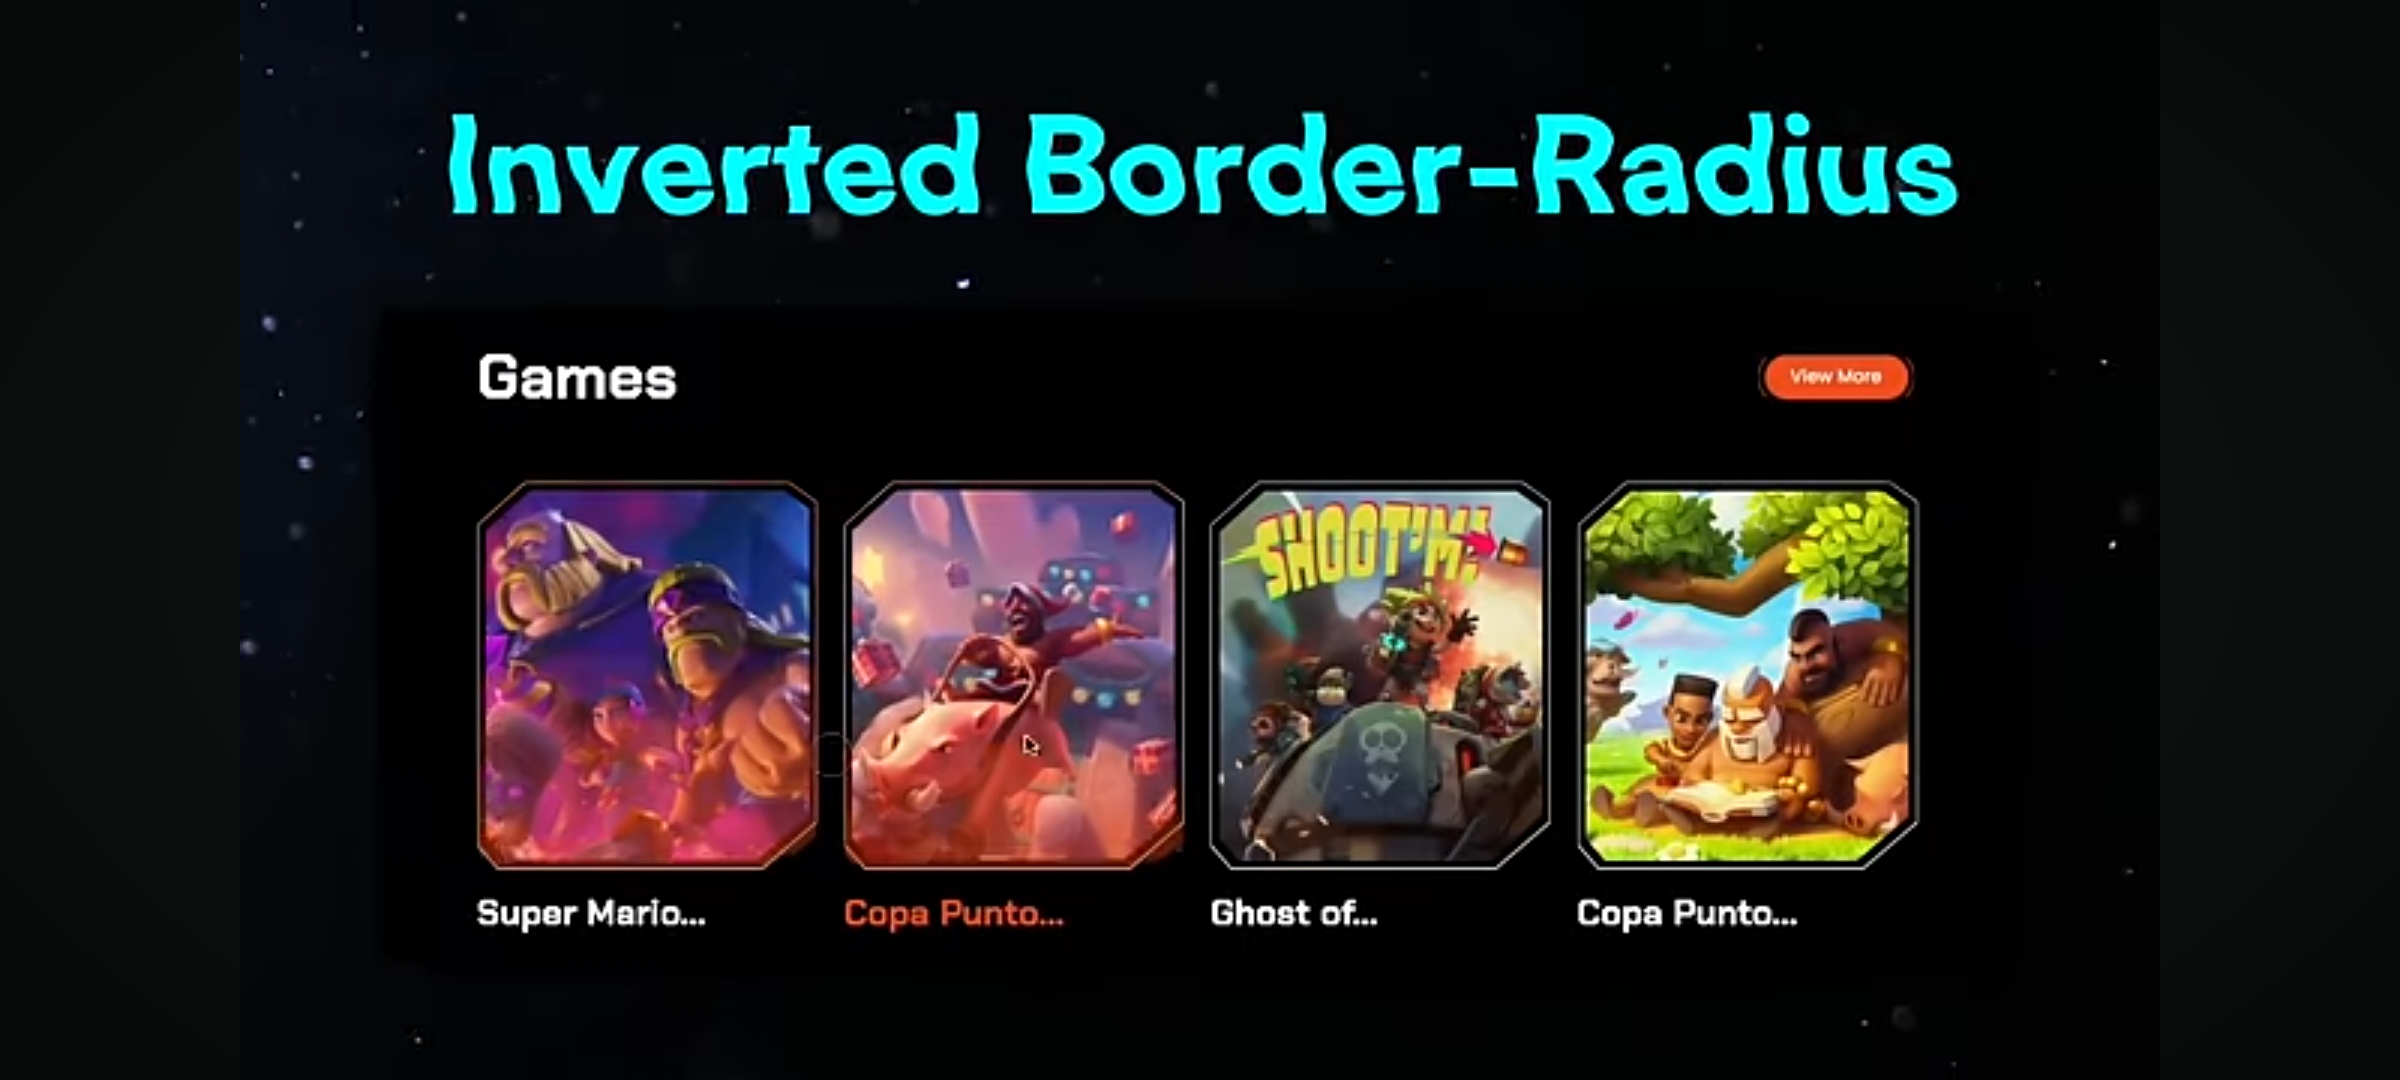 Inverted Border-Radius
Games
View More
SHOOT'M!
Super Mario...
Copa Punto...
Ghost of...
Copa Punto...